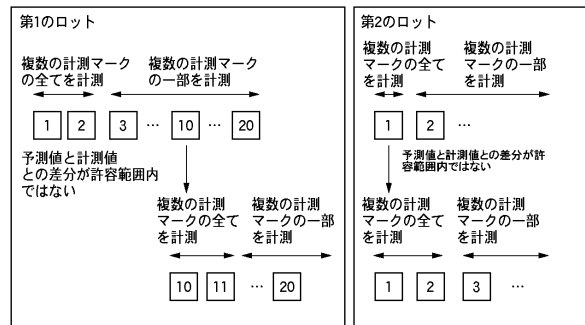 第1のロット
複数の計測マーク
の全てを計測
複数の計測マーク
の一部を計測
1 2 3 … 10 … 20
予測値と計測値
との差分が許容範囲内
ではない
複数の計測
マークの全て
を計測
複数の計測
マークの一部
を計測
10 11 … 20
第2のロット
複数の計測
マークの全て
を計測
複数の計測
マークの一部
を計測
1 2 …
予測値と計測値との差分が許
容範囲内ではない
複数の計測
マークの全て
を計測
複数の計測
マークの一部
を計測
1 2 3 …